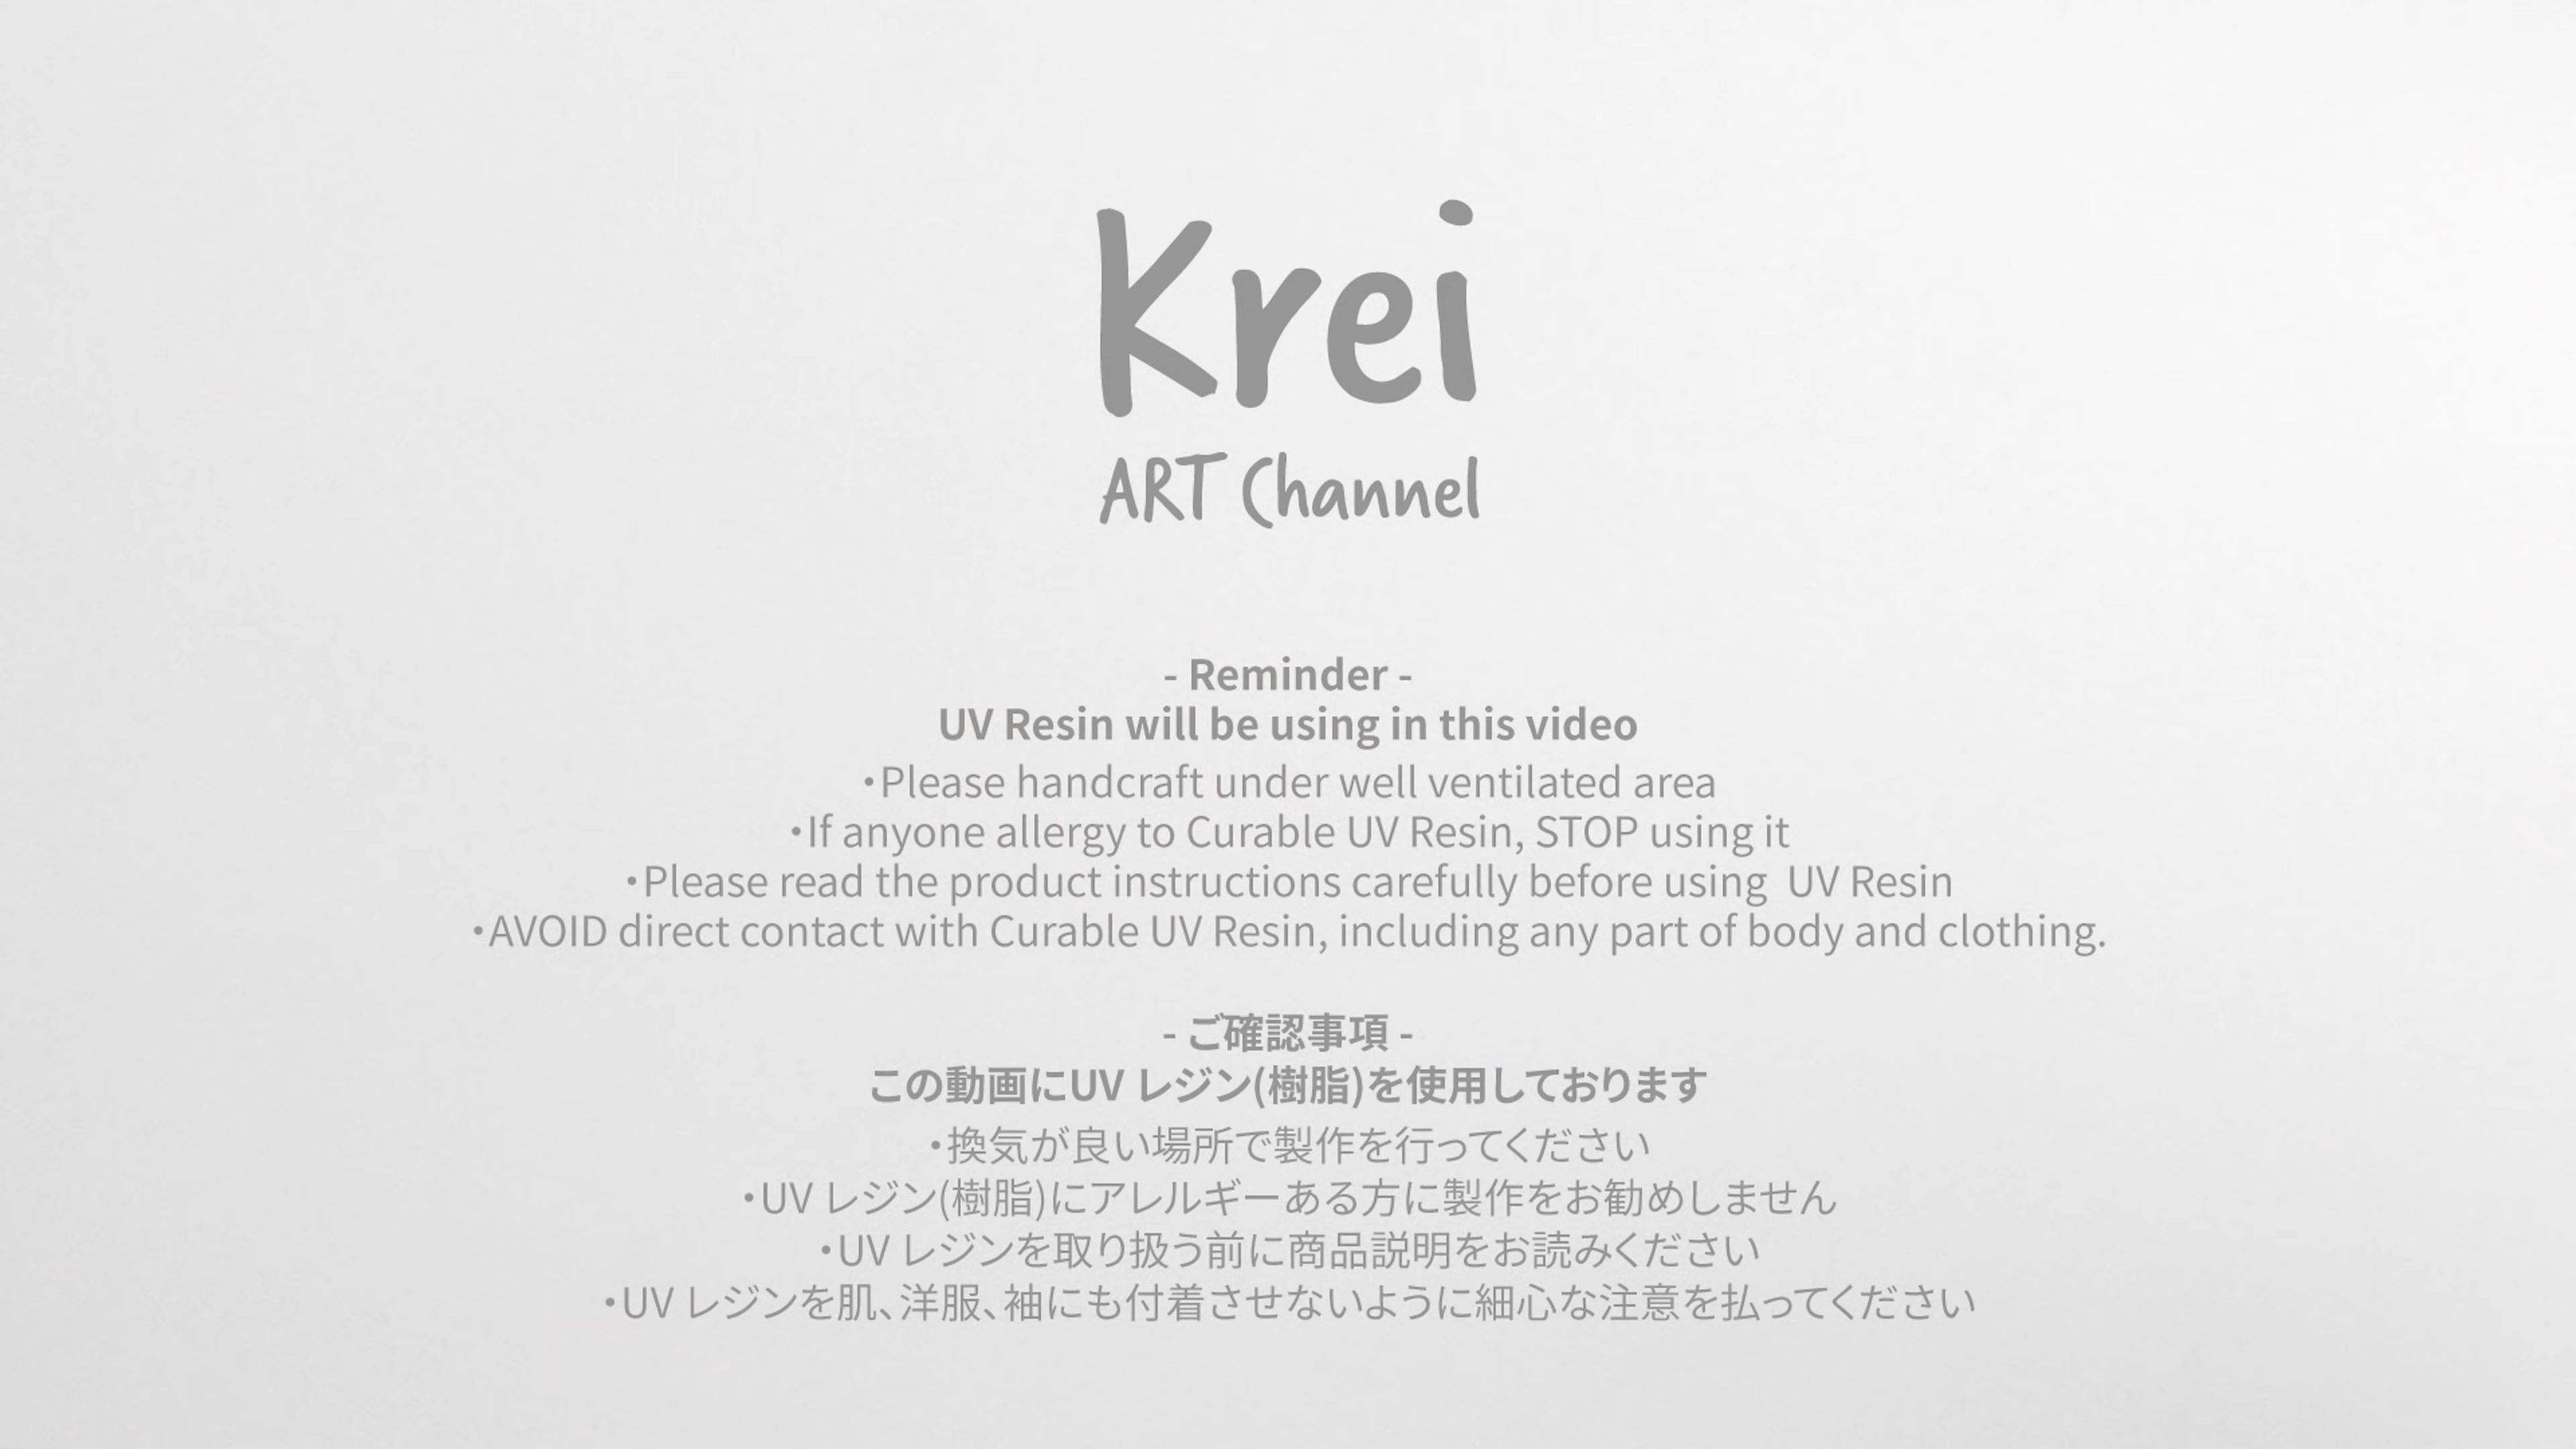 Krei
ART Channel
- Reminder -
UV Resin will be using in this video
・Please handcraft under well ventilated area
・If anyone allergy to Curable UV Resin, STOP using it
・Please read the product instructions carefully before using  UV Resin
・AVOID direct contact with Curable UV Resin, including any part of body and clothing.
- ご確認事項 -
この動画にUV レジン(樹脂)を使用しております
・換気が良い場所で製作を行ってください
・UV レジン(樹脂)にアレルギーある方に製作をお勧めしません
・UV レジンを取り扱う前に商品説明をお読みください
・UV レジンを肌、洋服、袖にも付着させないように細心な注意を払ってください